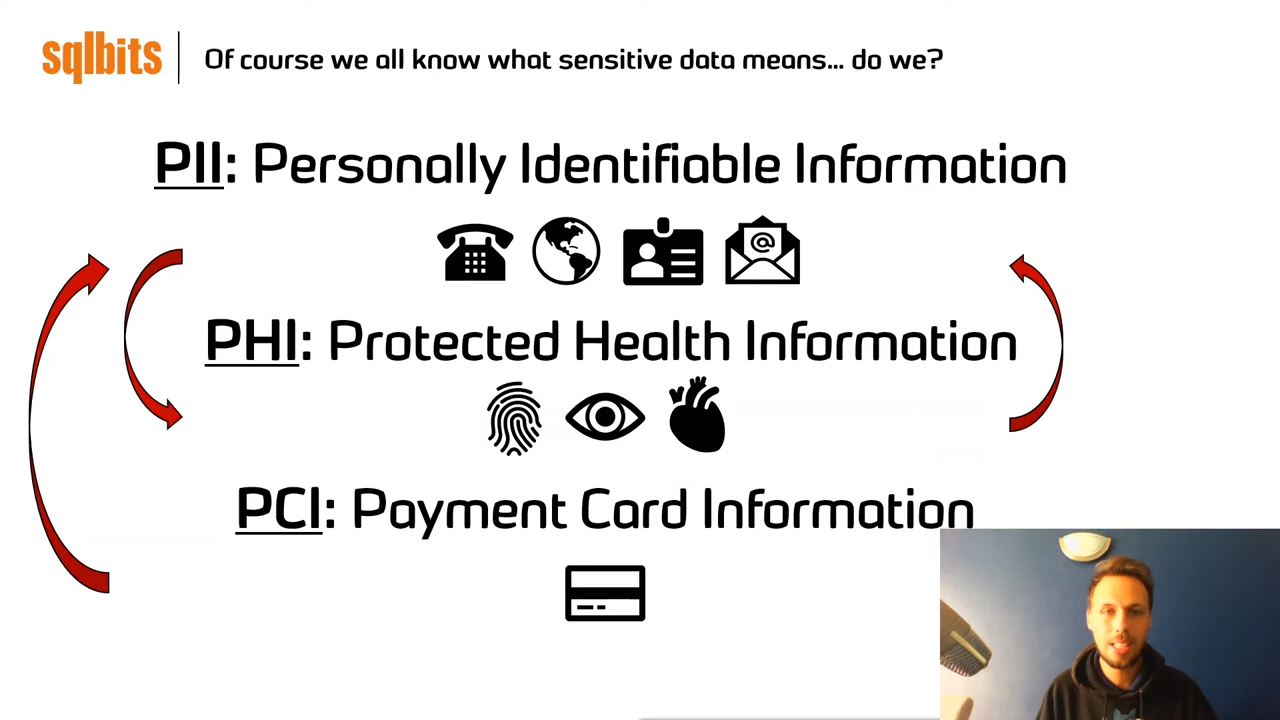 sqlbits
Of course we all know what sensitive data means... do we?
PII: Personally Identifiable Information
@
PHI: Protected Health Information
PCI: Payment Card Information